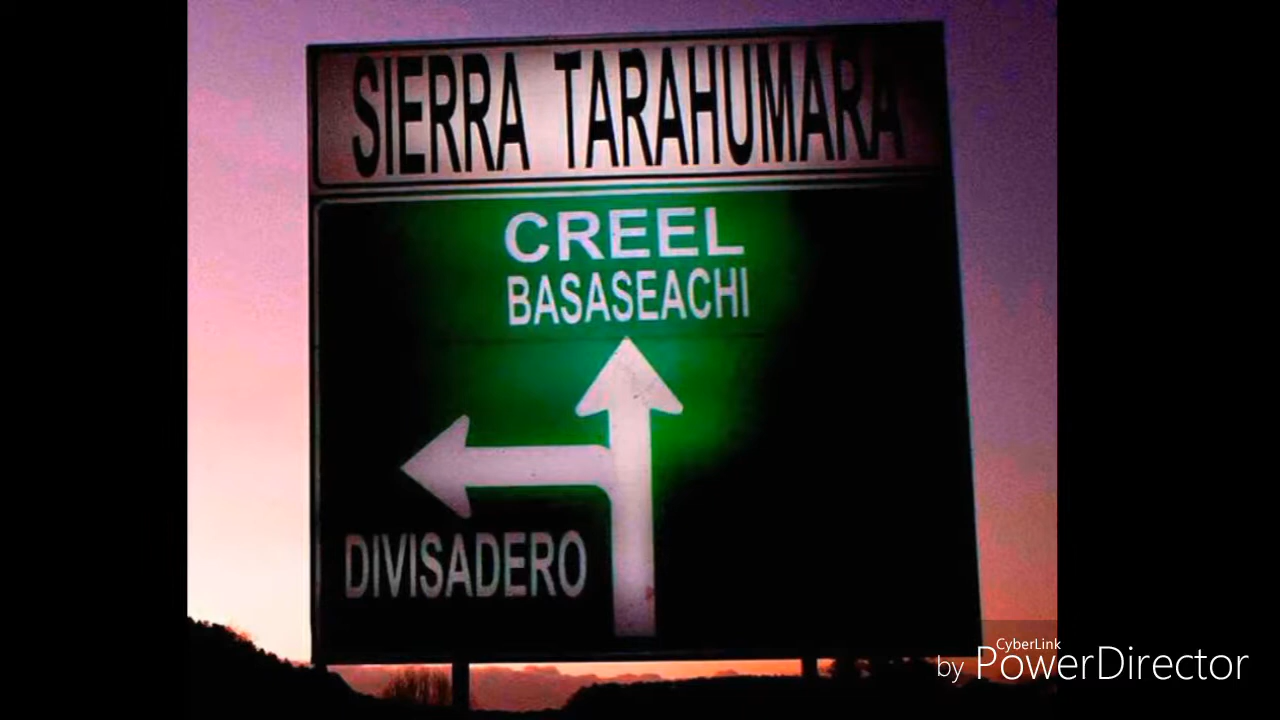 SIERRA TARAHUMARA
CREEL
BASASEACHI
DIVISADERO
CyberLink
by PowerDirector